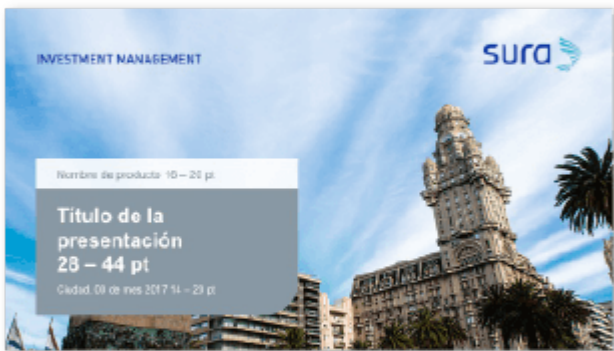 INVESTMENT MANAGEMENT
sura
Nombre de producto 16 – 20 pt
Título de la
presentación
28 – 44 pt
Ciudad, 00 de mes 2017 14 – 20 pt